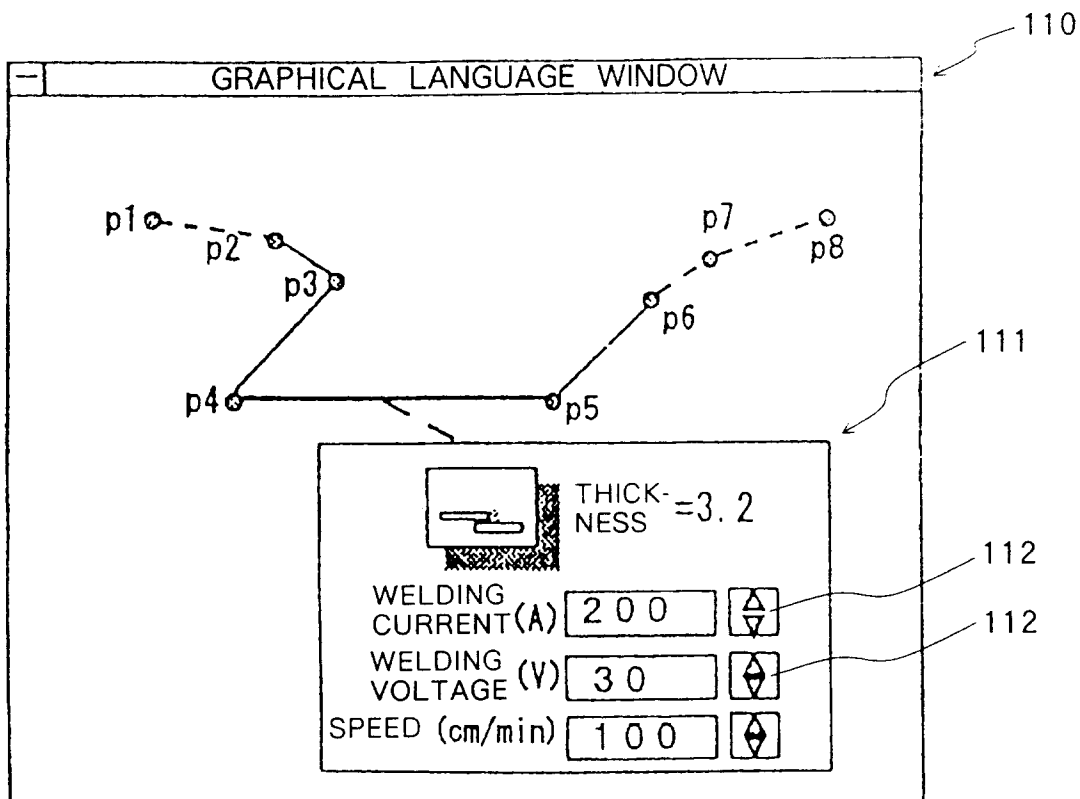 110
GRAPHICAL LANGUAGE WINDOW
p1
p2
p3
p4
p5
p6
p7
p8
111
THICK-
NESS =3.2
WELDING
CURRENT (A) 200
112
WELDING
VOLTAGE (V) 30
112
SPEED (cm/min) 100